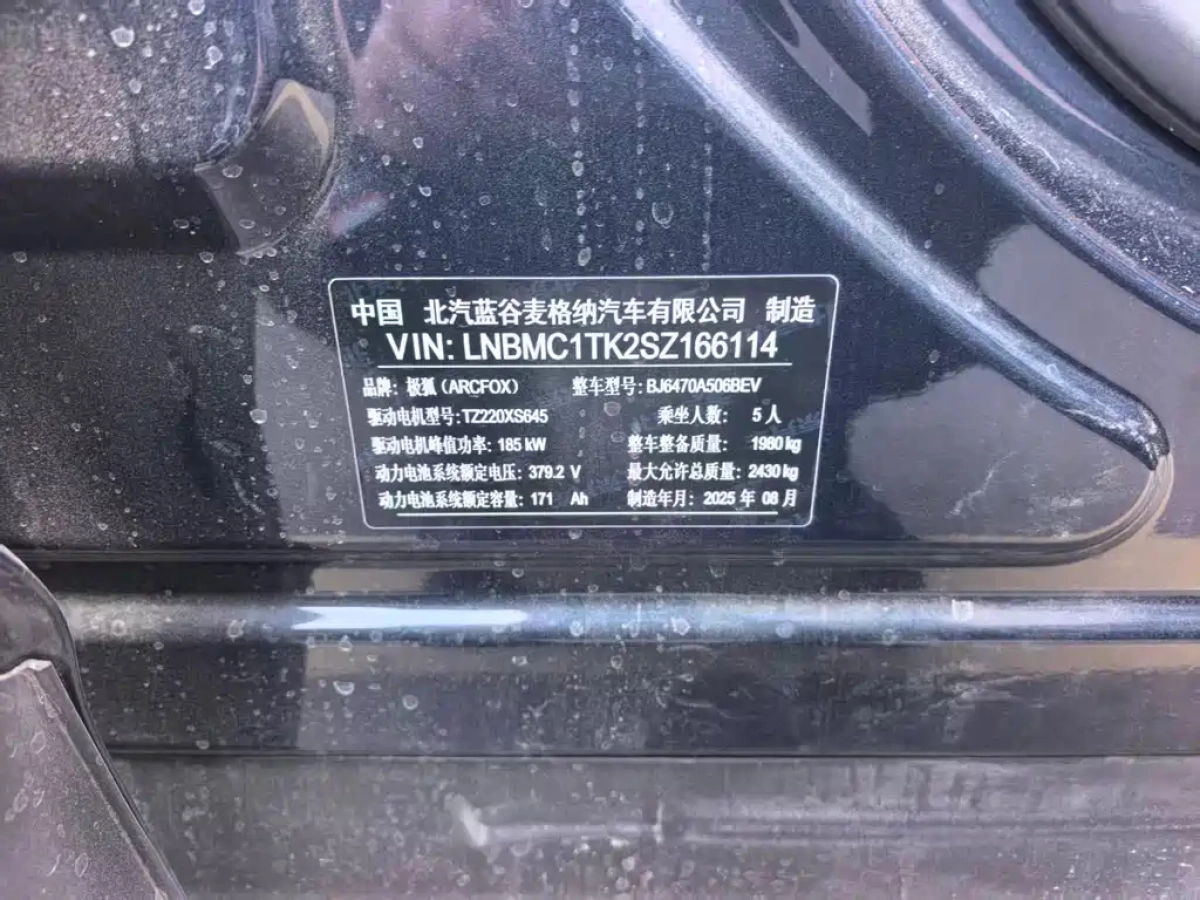 中国 北汽蓝谷麦格纳汽车有限公司 制造
VIN: LNBMC1TK2SZ166114
品牌: 极狐(ARCFOX) 整车型号: BJ6470A506BEV
驱动电机型号: TZ220XS645 乘坐人数: 5 人
驱动电机峰值功率: 185 kW 整车整备质量: 1980 kg
动力电池系统额定电压: 379.2 V 最大允许总质量: 2430 kg
动力电池系统额定容量: 171 Ah 制造年月: 2025 年 08 月